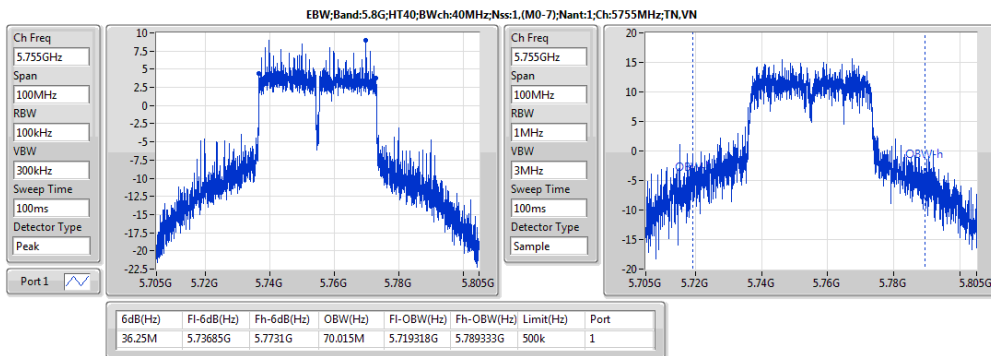 EBW;Band:5.8G;HT40;BWch:40MHz;Nss:1,(M0-7);Nant:1;Ch:5755MHz;TN,VN
Ch Freq
5.755GHz
Span
100MHz
RBW
100kHz
VBW
300kHz
Sweep Time
100ms
Detector Type
Peak
Port 1
10
7.5
5
2.5
0
-2.5
-5
-7.5
-10
-12.5
-15
-17.5
-20
-22.5
5.705G 5.72G 5.74G 5.76G 5.78G 5.805G
Ch Freq
5.755GHz
Span
100MHz
RBW
1MHz
VBW
3MHz
Sweep Time
100ms
Detector Type
Sample
20
15
10
5
0
-5
-10
-15
-20
OBW-h
5.705G 5.72G 5.74G 5.76G 5.78G 5.805G
6dB(Hz) Fl-6dB(Hz) Fh-6dB(Hz) OBW(Hz) Fl-OBW(Hz) Fh-OBW(Hz) Limit(Hz) Port
36.25M 5.73685G 5.7731G 70.015M 5.719318G 5.789333G 500k 1